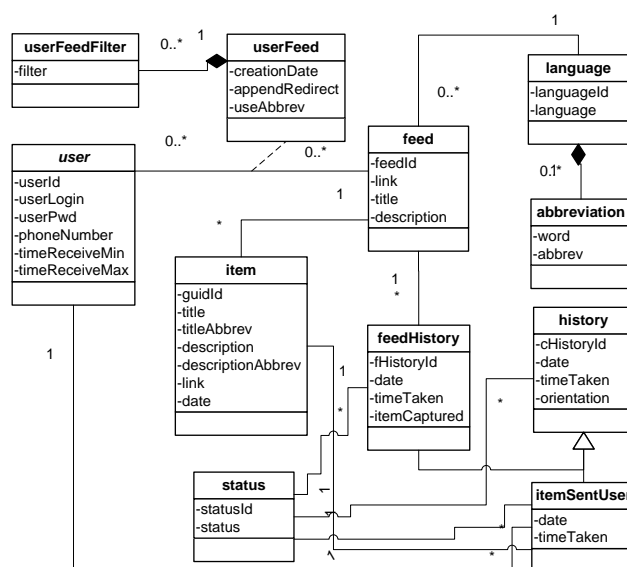 userFeedFilter
-filter
0..*
1
userFeed
-creationDate
-appendRedirect
-useAbbrev
1
language
-languageId
-language
0..*
feed
-feedId
-link
-title
-description
0..*
0..*
user
-userId
-userLogin
-userPwd
-phoneNumber
-timeReceiveMin
-timeReceiveMax
1
*
abbreviation
-word
-abbrev
item
-guidId
-title
-titleAbbrev
-description
-descriptionAbbrev
-link
-date
1
*
feedHistory
-fHistoryId
-date
-timeTaken
-itemCaptured
history
-cHistoryId
-date
-timeTaken
-orientation
1
1
*
*
status
-statusId
-status
1
1
1
*
*
itemSentUser
-date
-timeTaken